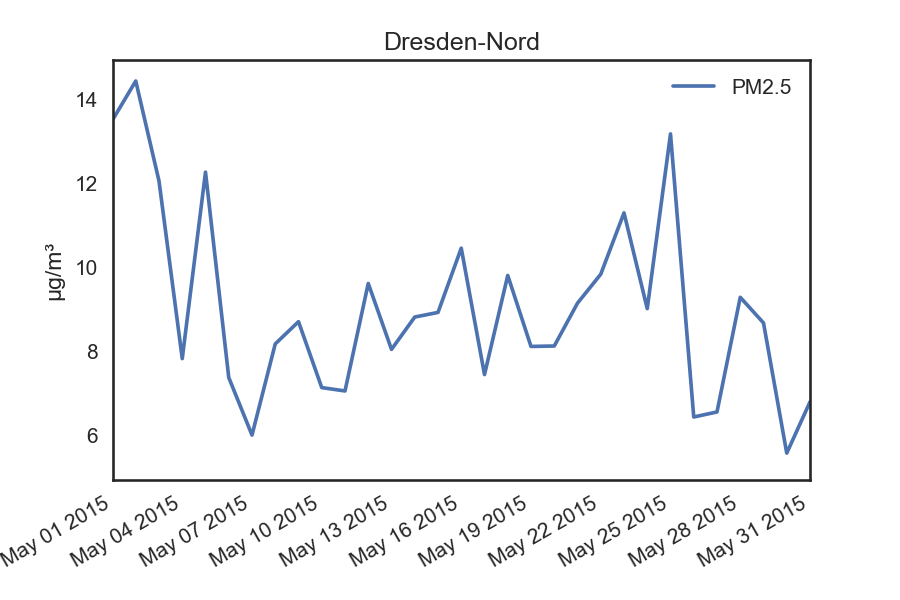 Dresden-Nord
PM2.5
µg/m³
14
12
10
8
6
May 01 2015
May 04 2015
May 07 2015
May 10 2015
May 13 2015
May 16 2015
May 19 2015
May 22 2015
May 25 2015
May 28 2015
May 31 2015